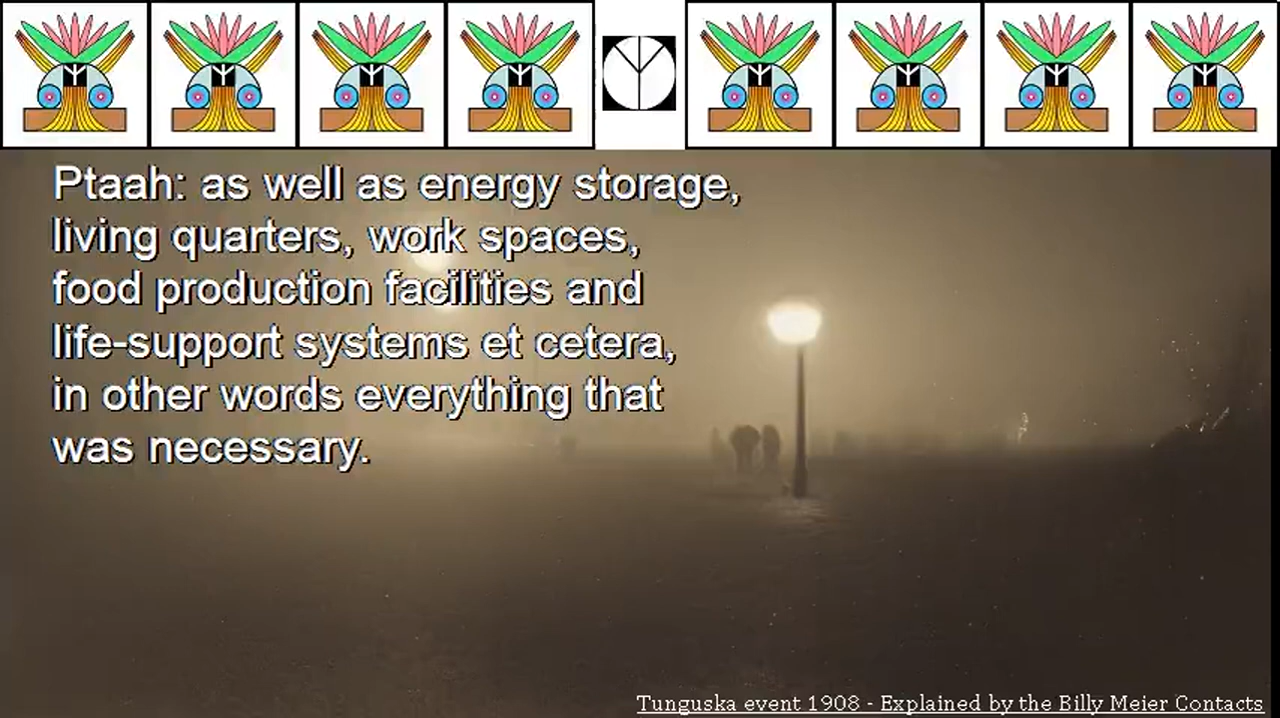 Ptaah: as well as energy storage,
living quarters, work spaces,
food production facilities and
life-support systems et cetera,
in other words everything that
was necessary.
Tunguska event 1908 - Explained by the Billy Meier Contacts